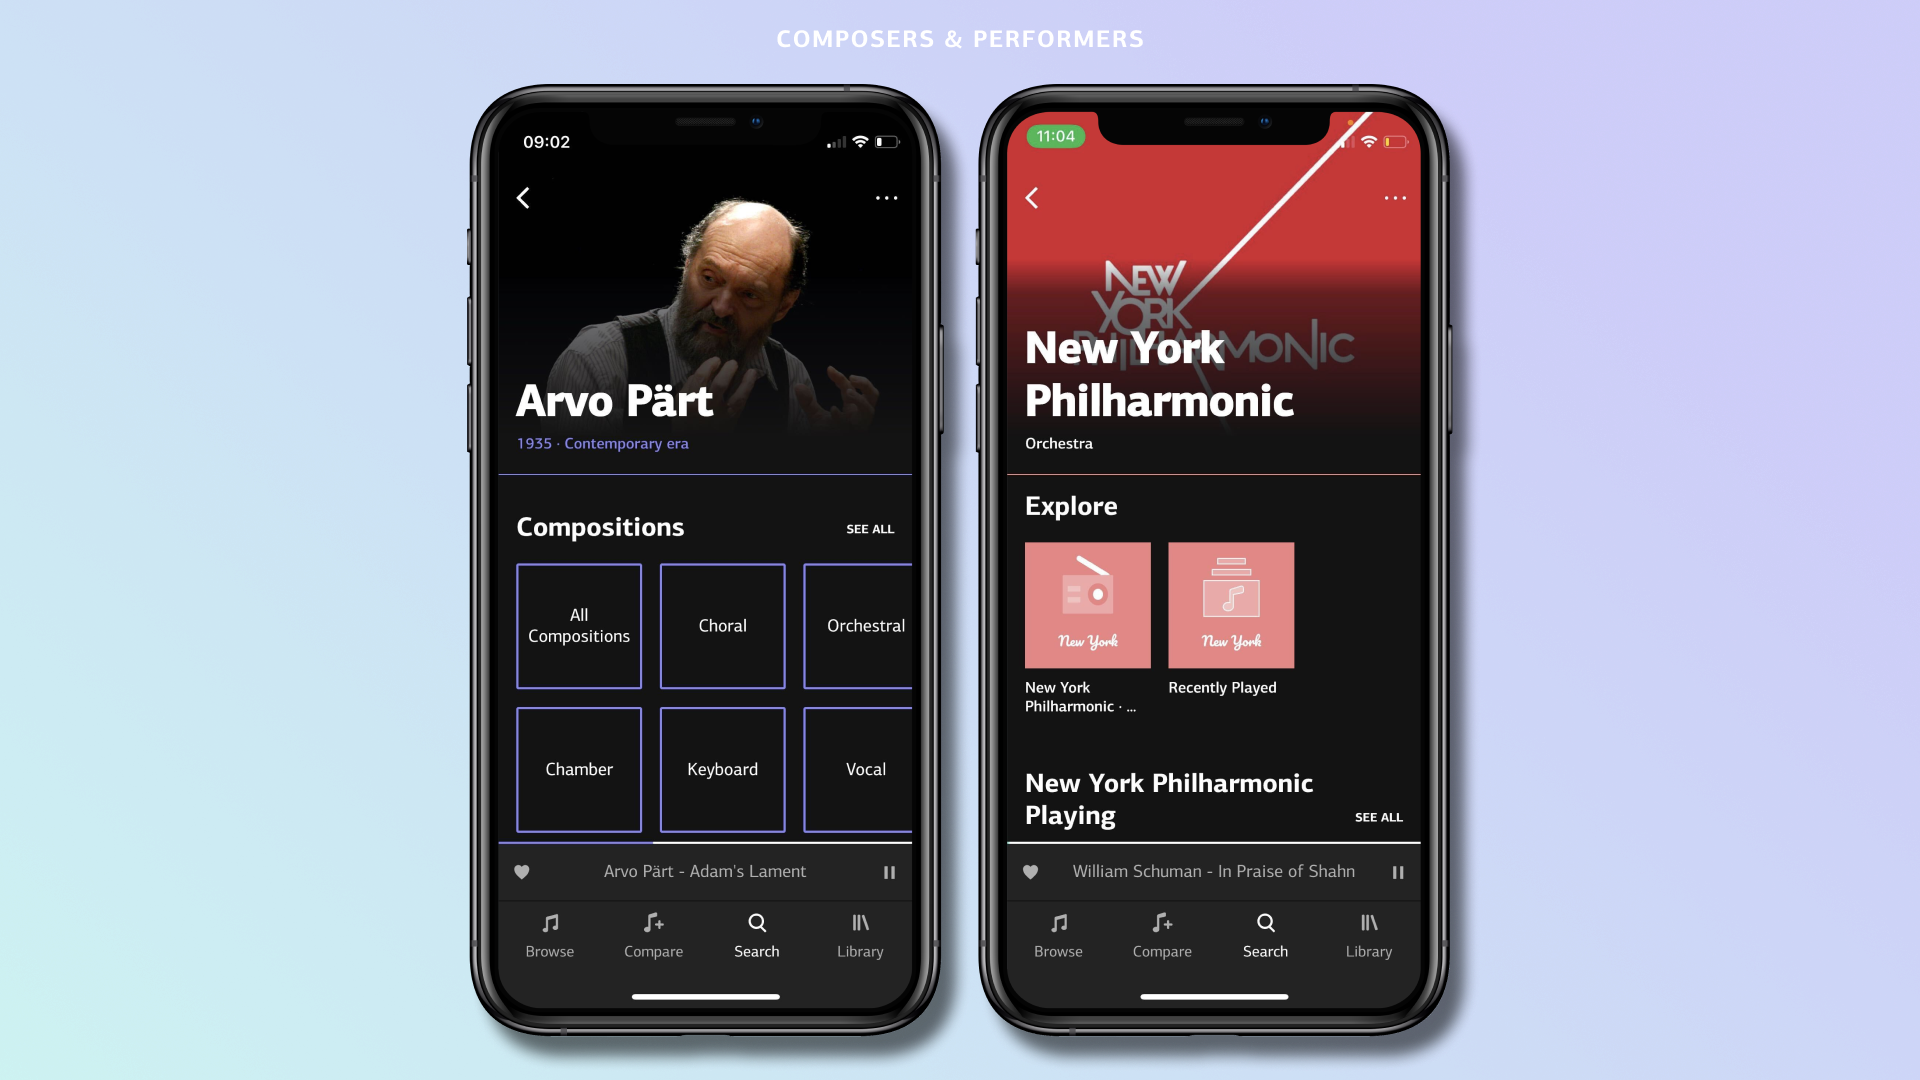 COMPOSERS & PERFORMERS
09:02
Arvo Pärt
1935 · Contemporary era
Compositions
SEE ALL
All
Compositions
Choral
Orchestral
Chamber
Keyboard
Vocal
Arvo Pärt - Adam's Lament
Browse
Compare
Search
Library
11:04
NEW
YORK
PHILHARMONIC
New York
Philharmonic
Orchestra
Explore
New York
New York
New York
Philharmonic · ...
Recently Played
New York Philharmonic
Playing
SEE ALL
William Schuman - In Praise of Shahn
Browse
Compare
Search
Library